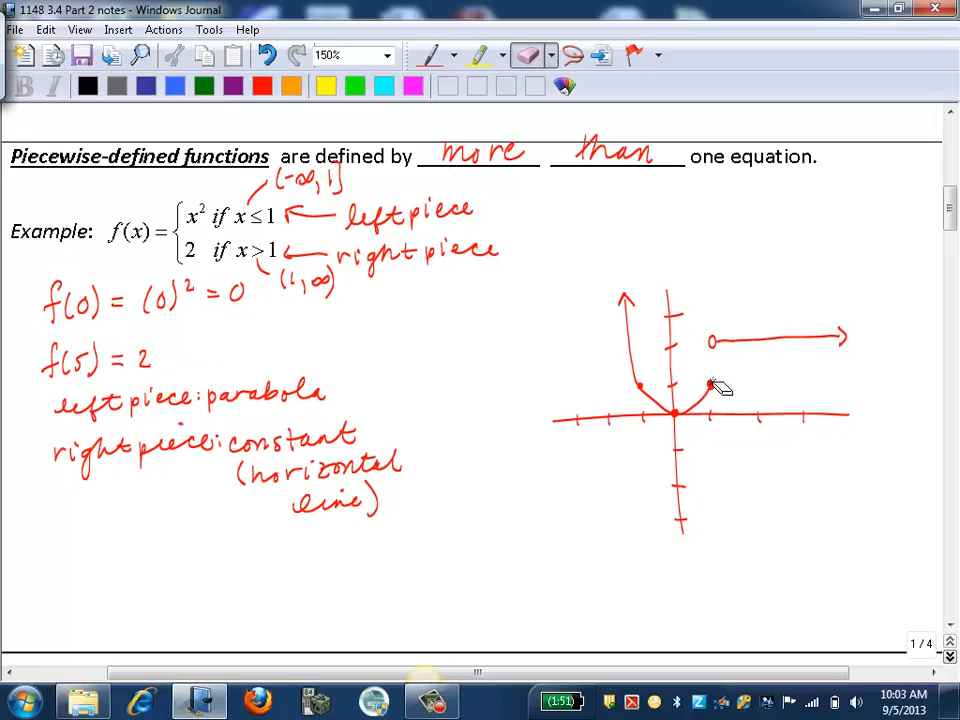 1148 3.4 Part 2 notes - Windows Journal
File Edit View Insert Actions Tools Help
150%
B I
Piecewise-defined functions are defined by more than one equation.
(-∞, 1]
Example: f(x) = { x² if x ≤ 1 ← left piece
2 if x > 1 ← right piece
(1, ∞)
f(0) = (0)² = 0
f(5) = 2
left piece: parabola
right piece: constant
(horizontal
line)
1 / 4
(1:51)
10:03 AM
9/5/2013